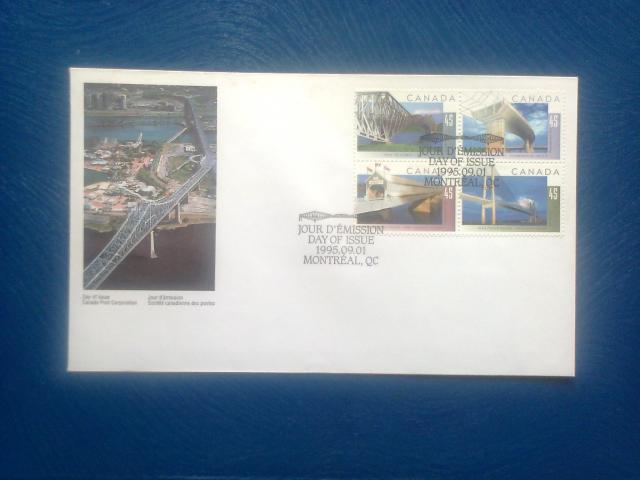 CANADA
45
CANADA
45
45
45
JOUR D'ÉMISSION
DAY OF ISSUE
1995.09.01
MONTRÉAL, QC
JOUR D'ÉMISSION
DAY OF ISSUE
1995.09.01
MONTRÉAL, QC
Day of Issue
Canada Post Corporation
Jour d'émission
Société canadienne des postes